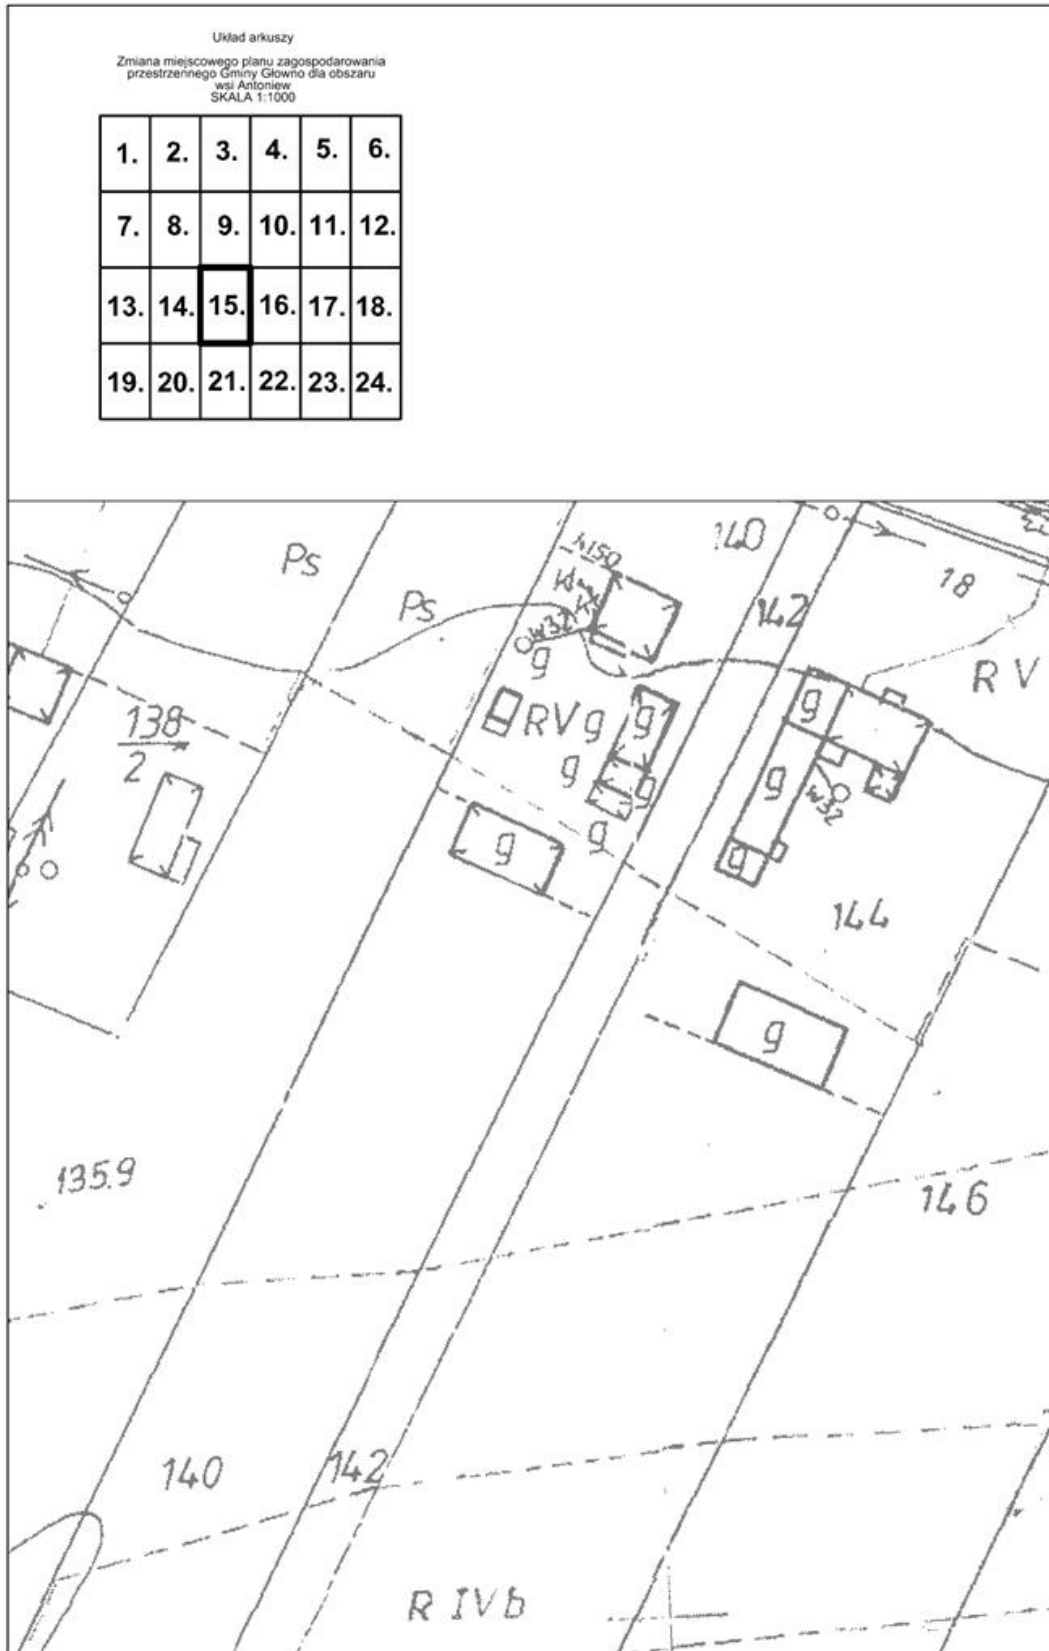 Układ arkuszy
Zmiana miejscowego planu zagospodarowania
przestrzennego Gminy Głowno dla obszaru
wsi Antoniew
SKALA 1:1000
1. 2. 3. 4. 5. 6.
7. 8. 9. 10. 11. 12.
13. 14. 15. 16. 17. 18.
19. 20. 21. 22. 23. 24.
Ps
140
18
Ps
142
w32
g
R V
138
2
RV g
g
g
g
g
g
g
w32
g
g
g
144
g
135.9
146
140
142
R IVb